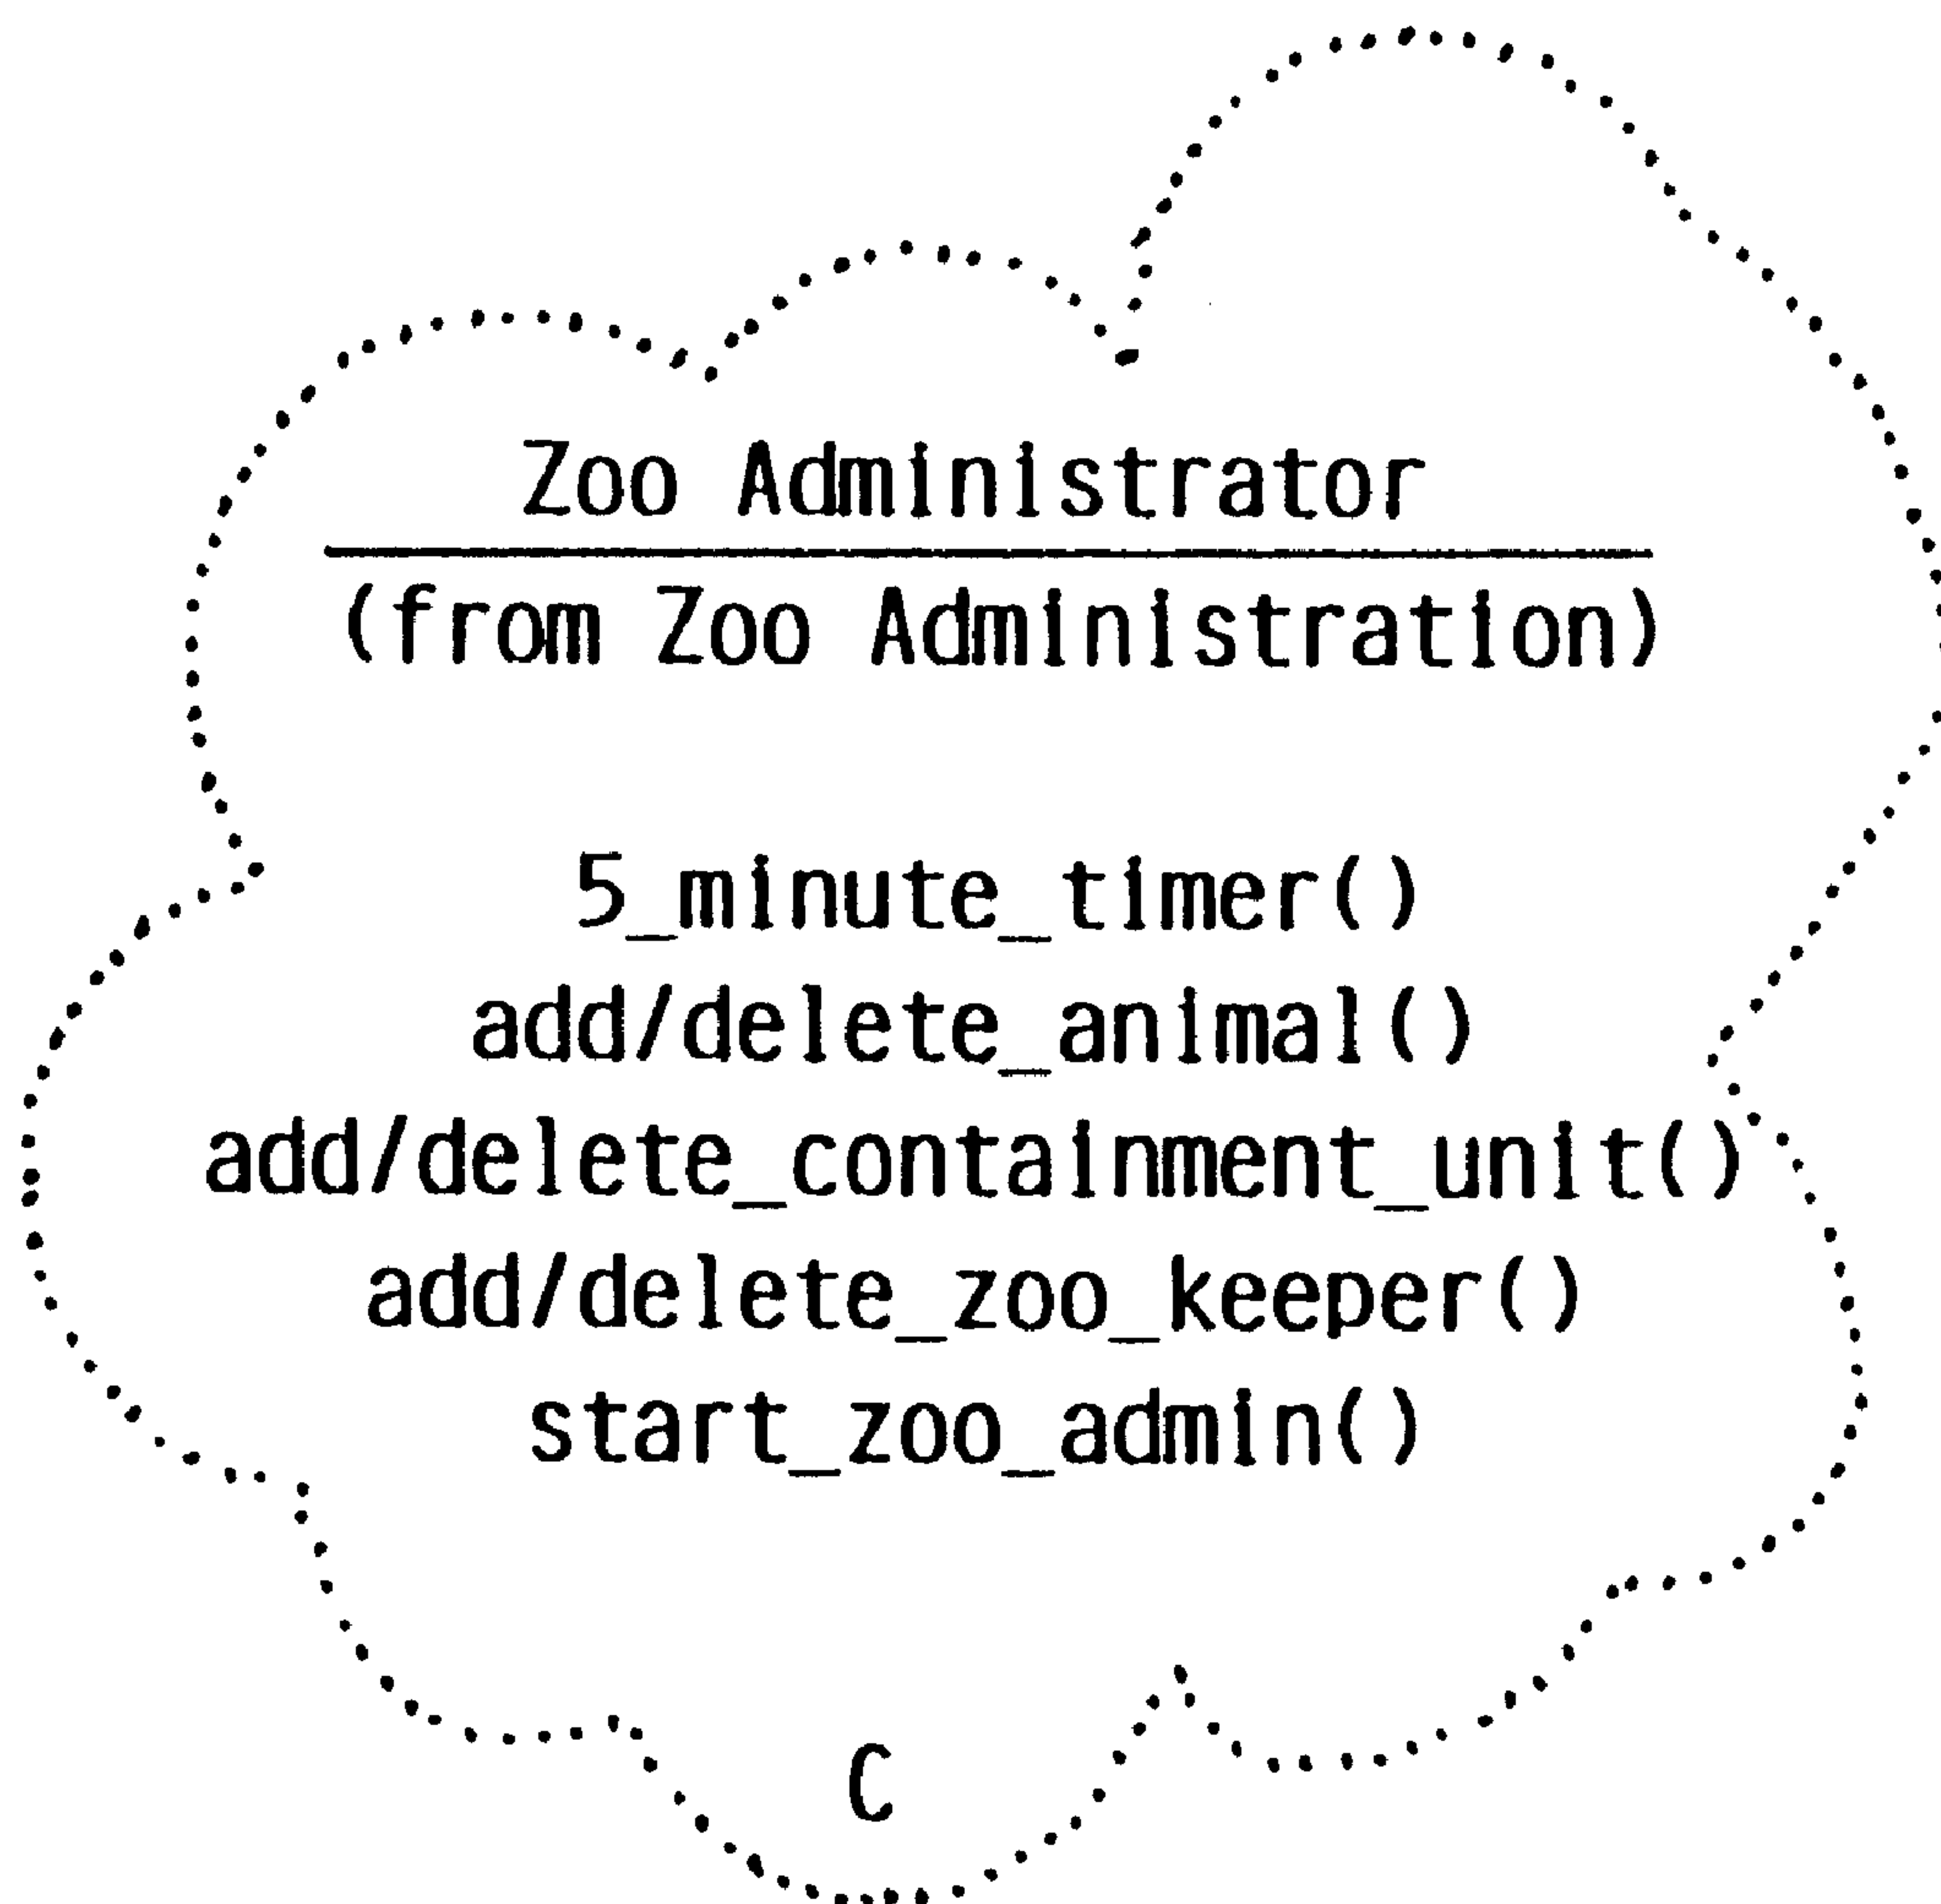 Zoo Administrator
(from Zoo Administration)
5_minute_timer()
add/delete_animal()
add/delete_containment_unit()
add/delete_zoo_keeper()
start_zoo_admin()
C